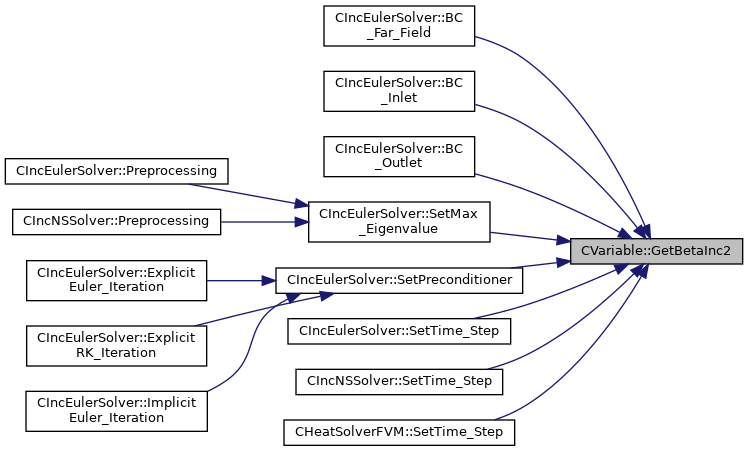 CIncEulerSolver::BC
_Far_Field
CIncEulerSolver::BC
_Inlet
CIncEulerSolver::BC
_Outlet
CIncEulerSolver::Preprocessing
CIncNSSolver::Preprocessing
CIncEulerSolver::SetMax
_Eigenvalue
CVariable::GetBetaInc2
CIncEulerSolver::Explicit
Euler_Iteration
CIncEulerSolver::SetPreconditioner
CIncEulerSolver::Explicit
RK_Iteration
CIncEulerSolver::SetTime_Step
CIncNSSolver::SetTime_Step
CIncEulerSolver::Implicit
Euler_Iteration
CHeatSolverFVM::SetTime_Step